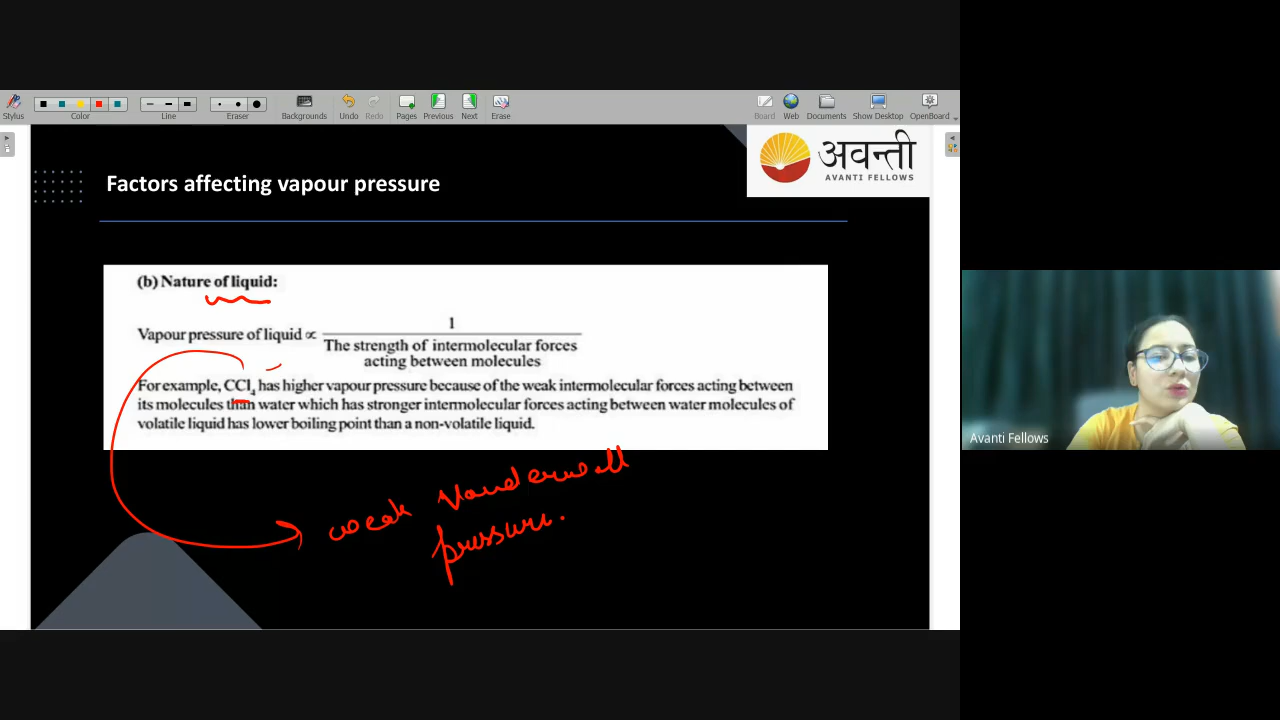 Stylus
Color
Line
Eraser
Backgrounds
Undo
Redo
Pages
Previous
Next
Erase
Board
Web
Documents
Show Desktop
OpenBoard
अवन्ती
AVANTI FELLOWS
Factors affecting vapour pressure
(b) Nature of liquid:
Vapour pressure of liquid ∝ 1
The strength of intermolecular forces
acting between molecules
For example, CCl₄ has higher vapour pressure because of the weak intermolecular forces acting between
its molecules than water which has stronger intermolecular forces acting between water molecules of
volatile liquid has lower boiling point than a non-volatile liquid.
weak Vanderwall
pressure.
Avanti Fellows